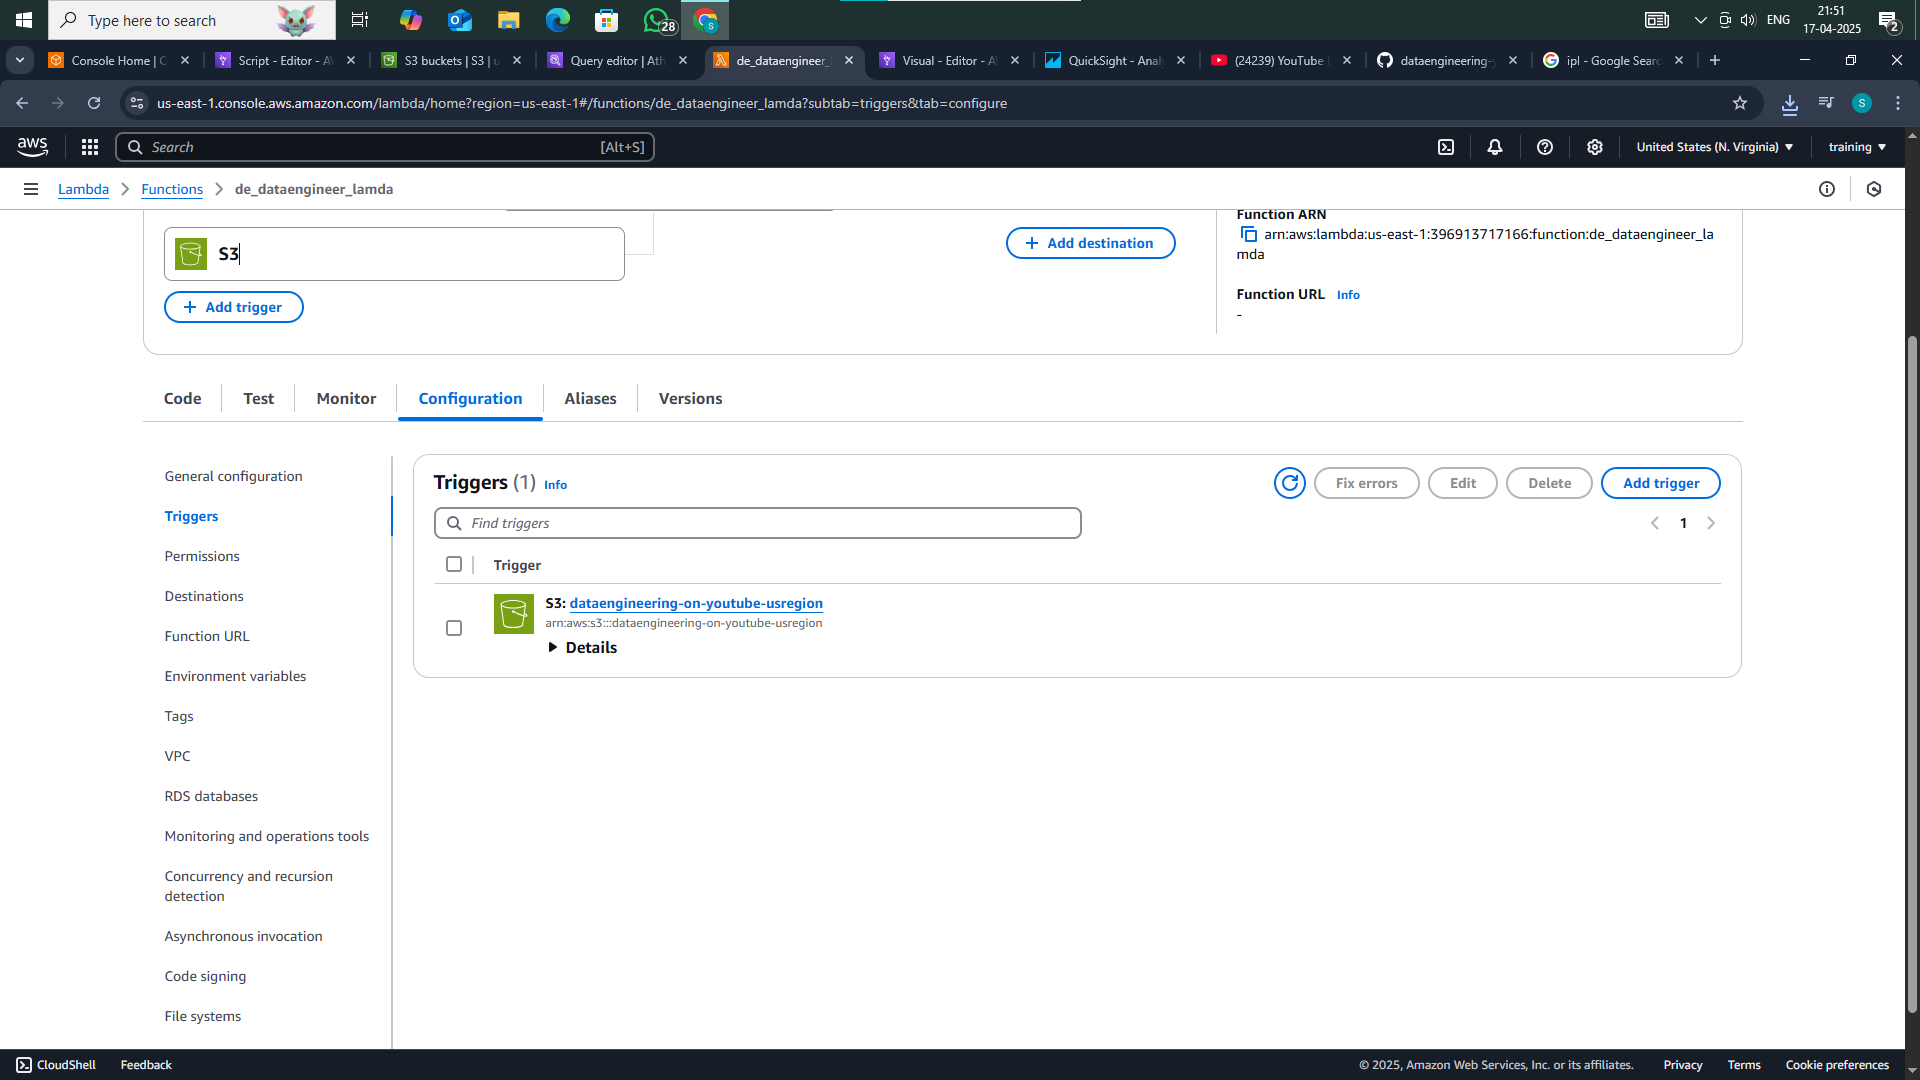 Type here to search
28
ENG
21:51
17-04-2025
2
Console Home | C
Script - Editor - A
S3 buckets | S3 | u
Query editor | Ath
de_dataengineer_
Visual - Editor - A
QuickSight - Anal
(24239) YouTube
dataengineering-
ipl - Google Searc
us-east-1.console.aws.amazon.com/lambda/home?region=us-east-1#/functions/de_dataengineer_lamda?subtab=triggers&tab=configure
S
aws
Search
[Alt+S]
United States (N. Virginia)
training
Lambda
Functions
de_dataengineer_lamda
S3
Add trigger
Add destination
Function ARN
arn:aws:lambda:us-east-1:396913717166:function:de_dataengineer_la
mda
Function URL Info
-
Code
Test
Monitor
Configuration
Aliases
Versions
General configuration
Triggers
Permissions
Destinations
Function URL
Environment variables
Tags
VPC
RDS databases
Monitoring and operations tools
Concurrency and recursion
detection
Asynchronous invocation
Code signing
File systems
Triggers (1) Info
Fix errors
Edit
Delete
Add trigger
Find triggers
1
Trigger
S3: dataengineering-on-youtube-usregion
arn:aws:s3:::dataengineering-on-youtube-usregion
Details
CloudShell
Feedback
© 2025, Amazon Web Services, Inc. or its affiliates.
Privacy
Terms
Cookie preferences